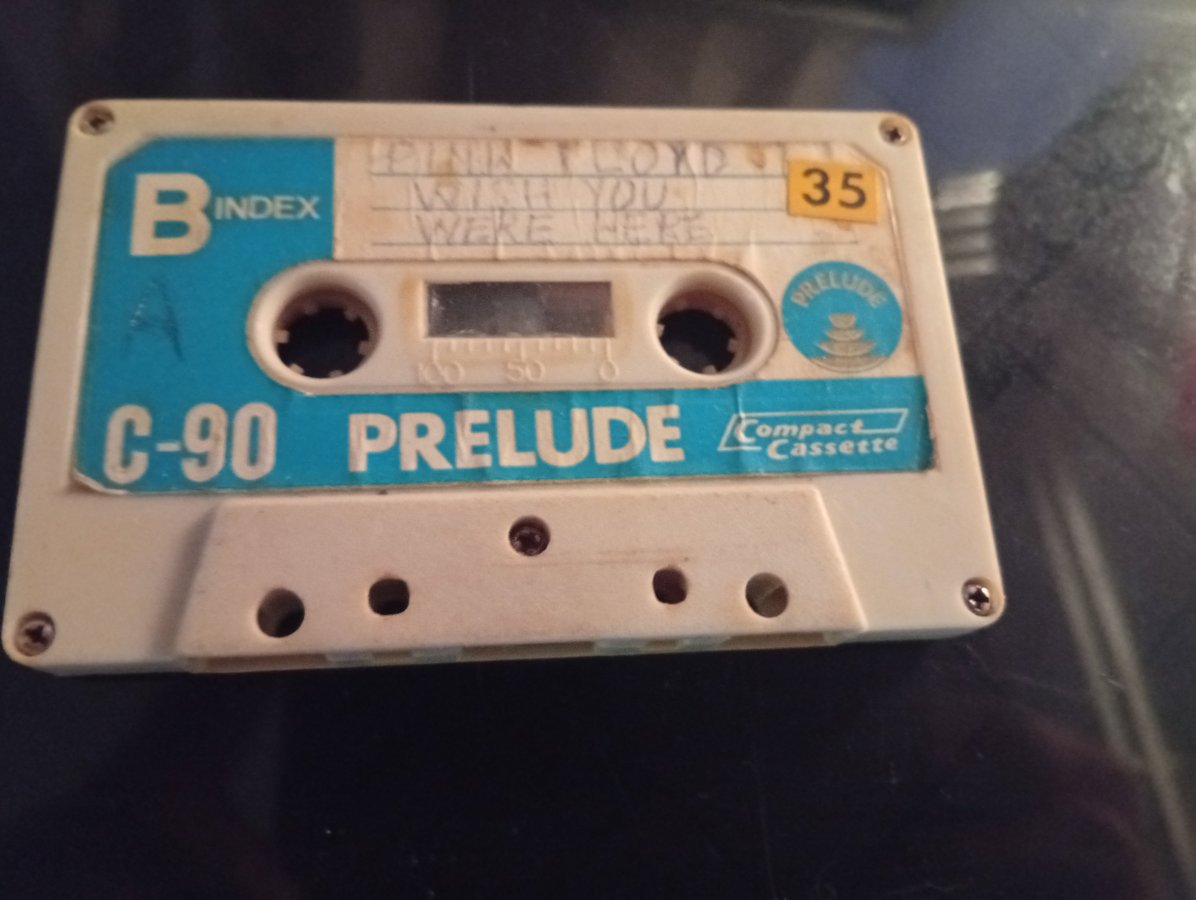 PINK FLOYD
WISH YOU
WERE HERE
35
B INDEX
A
PRELUDE
100 50 0
C-90 PRELUDE Compact Cassette